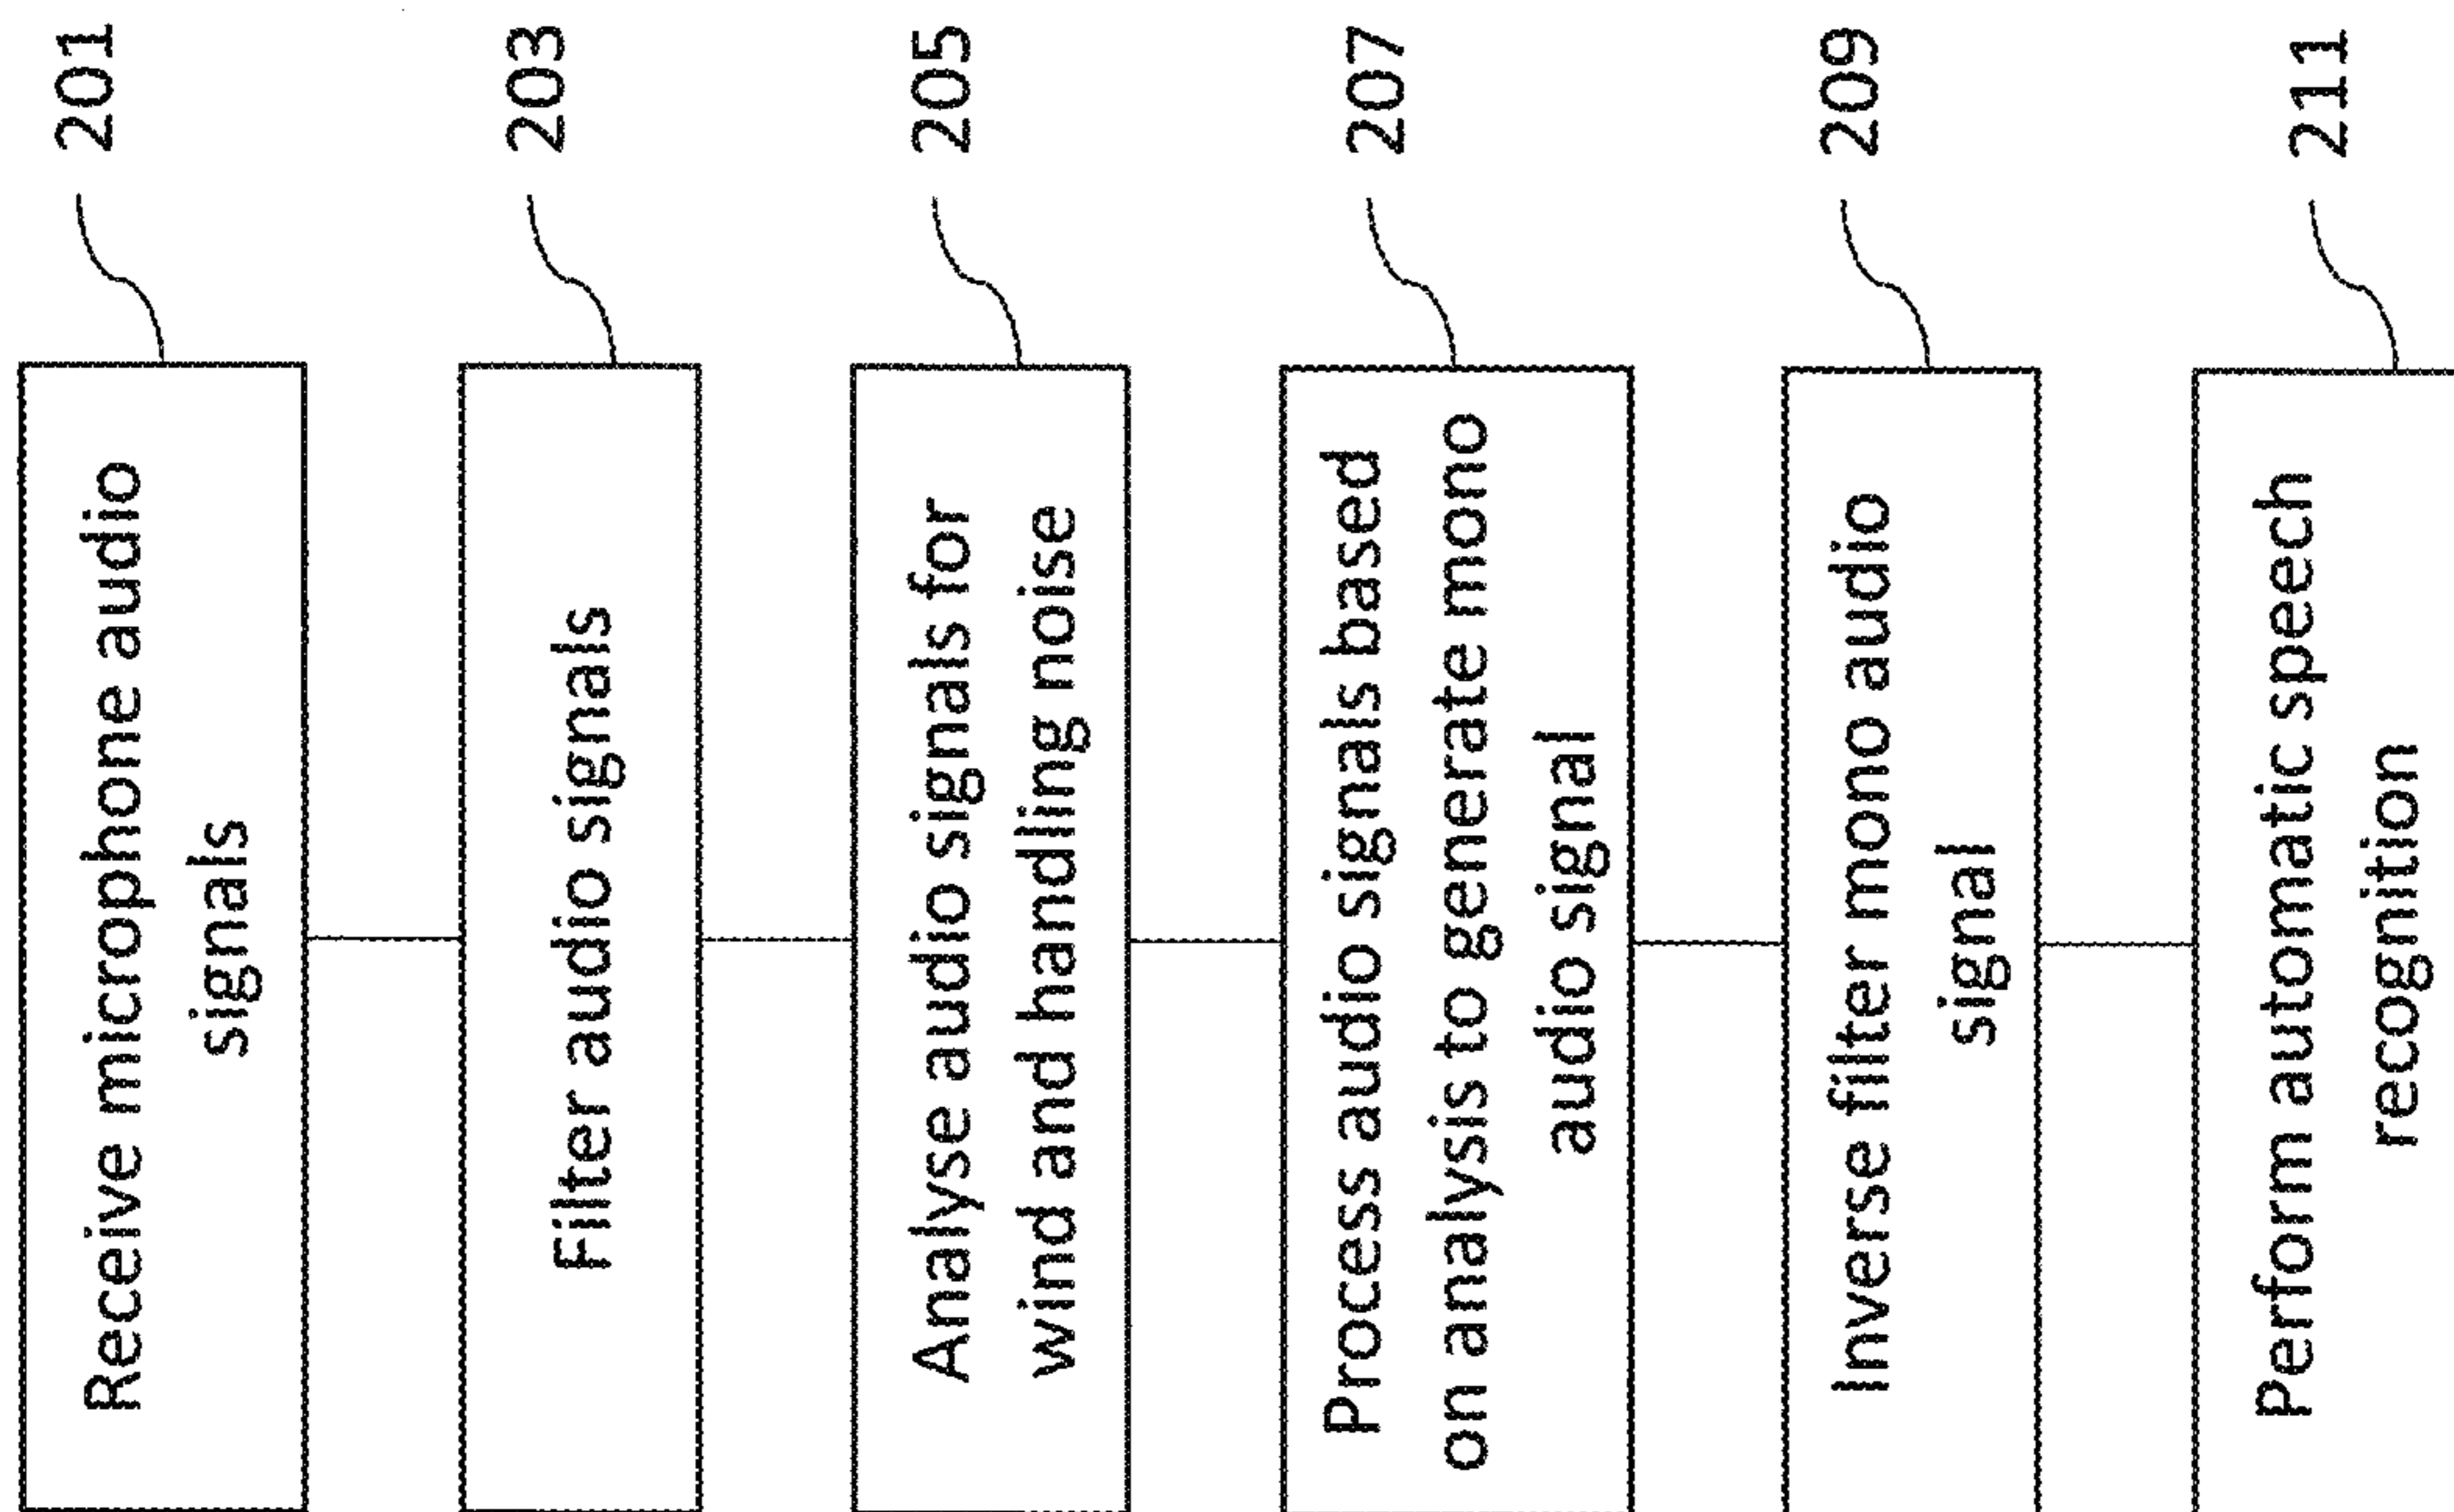 Receive microphone audio
signals
201
Filter audio signals
203
Analyse audio signals for
wind and handling noise
205
Process audio signals based
on analysis to generate mono
audio signal
207
Inverse filter mono audio
signal
209
Perform automatic speech
recognition
211